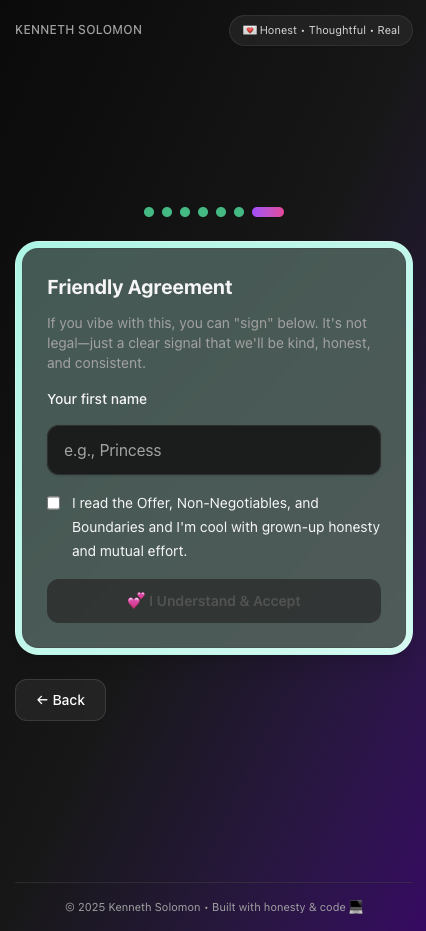 KENNETH SOLOMON
💌 Honest • Thoughtful • Real
Friendly Agreement
If you vibe with this, you can "sign" below. It's not
legal—just a clear signal that we'll be kind, honest,
and consistent.
Your first name
e.g., Princess
I read the Offer, Non-Negotiables, and
Boundaries and I'm cool with grown-up honesty
and mutual effort.
💕 I Understand & Accept
← Back
© 2025 Kenneth Solomon • Built with honesty & code 💻